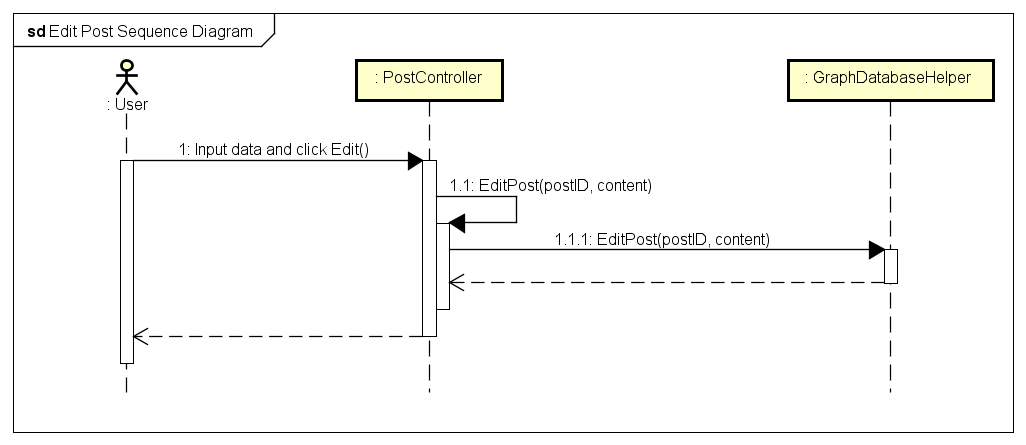 sd Edit Post Sequence Diagram
: User
: PostController
: GraphDatabaseHelper
1: Input data and click Edit()
1.1: EditPost(postID, content)
1.1.1: EditPost(postID, content)